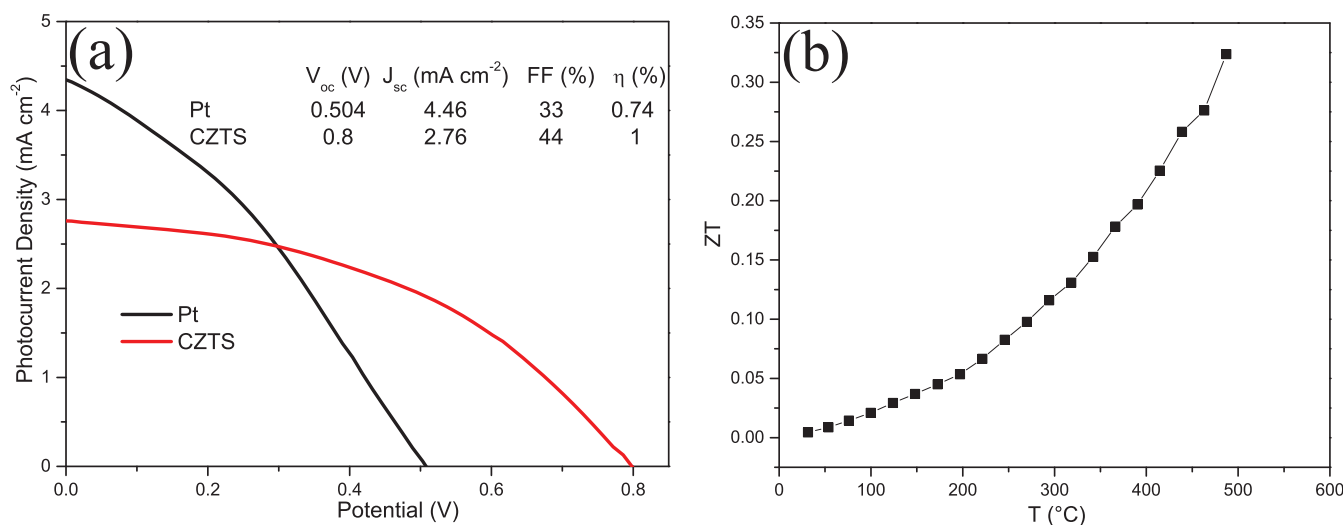 (a)
V_oc (V) J_sc (mA cm⁻²) FF (%) η (%)
Pt 0.504 4.46 33 0.74
CZTS 0.8 2.76 44 1
Pt
CZTS
Photocurrent Density (mA cm⁻²)
5
4
3
2
1
0
0.0 0.2 0.4 0.6 0.8
Potential (V)
(b)
ZT
0.35
0.30
0.25
0.20
0.15
0.10
0.05
0.00
0 100 200 300 400 500 600
T (°C)